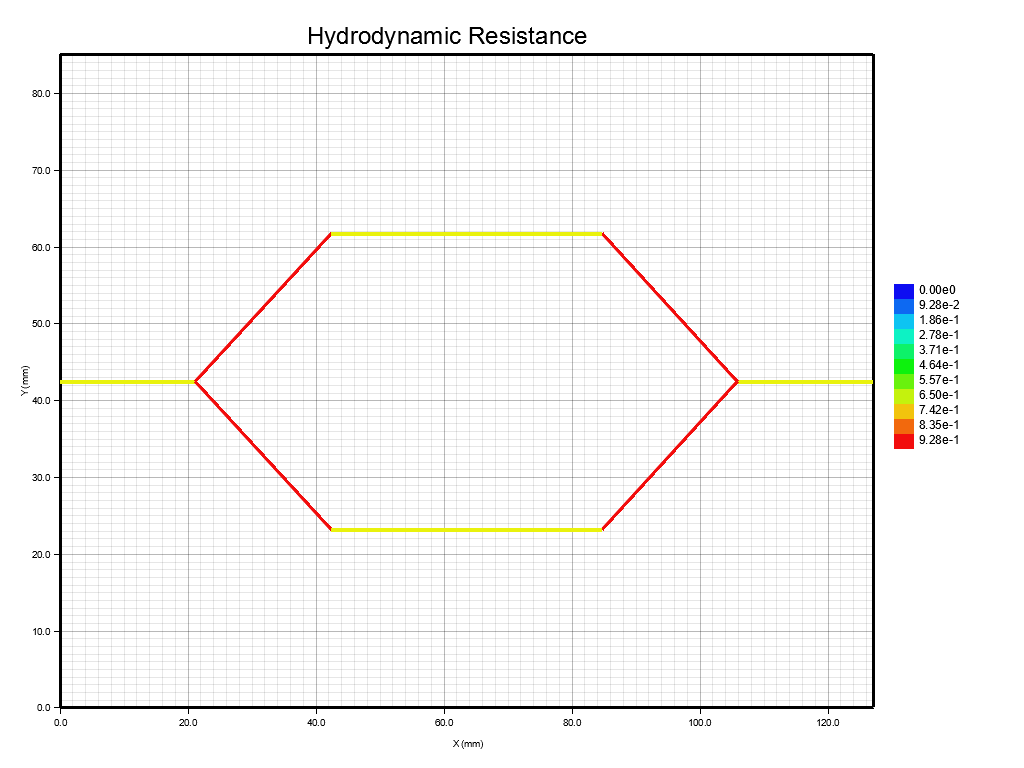 Hydrodynamic Resistance
80.0
70.0
60.0
50.0
40.0
30.0
20.0
10.0
0.0
Y (mm)
0.0 20.0 40.0 60.0 80.0 100.0 120.0
X (mm)
0.00e0
9.28e-2
1.86e-1
2.78e-1
3.71e-1
4.64e-1
5.57e-1
6.50e-1
7.42e-1
8.35e-1
9.28e-1